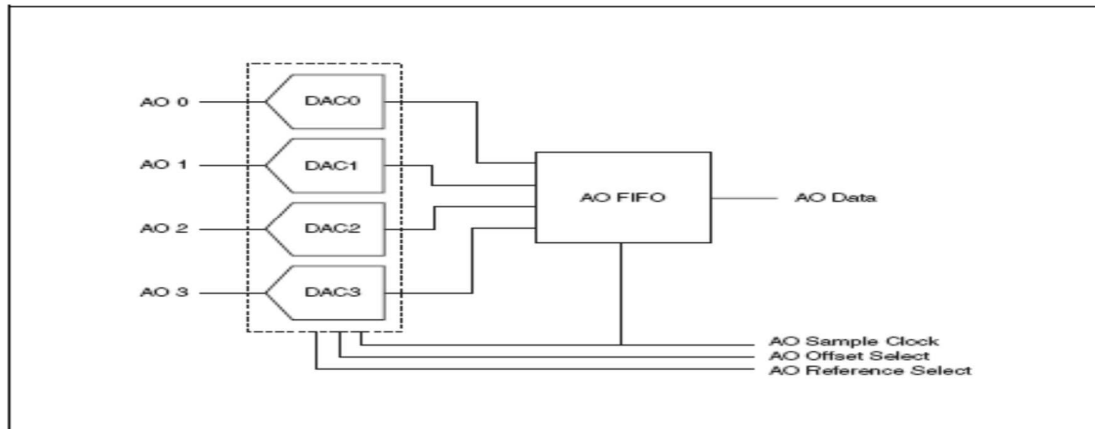 AO 0
DAC0
AO 1
DAC1
AO FIFO
AO Data
AO 2
DAC2
AO 3
DAC3
AO Sample Clock
AO Offset Select
AO Reference Select